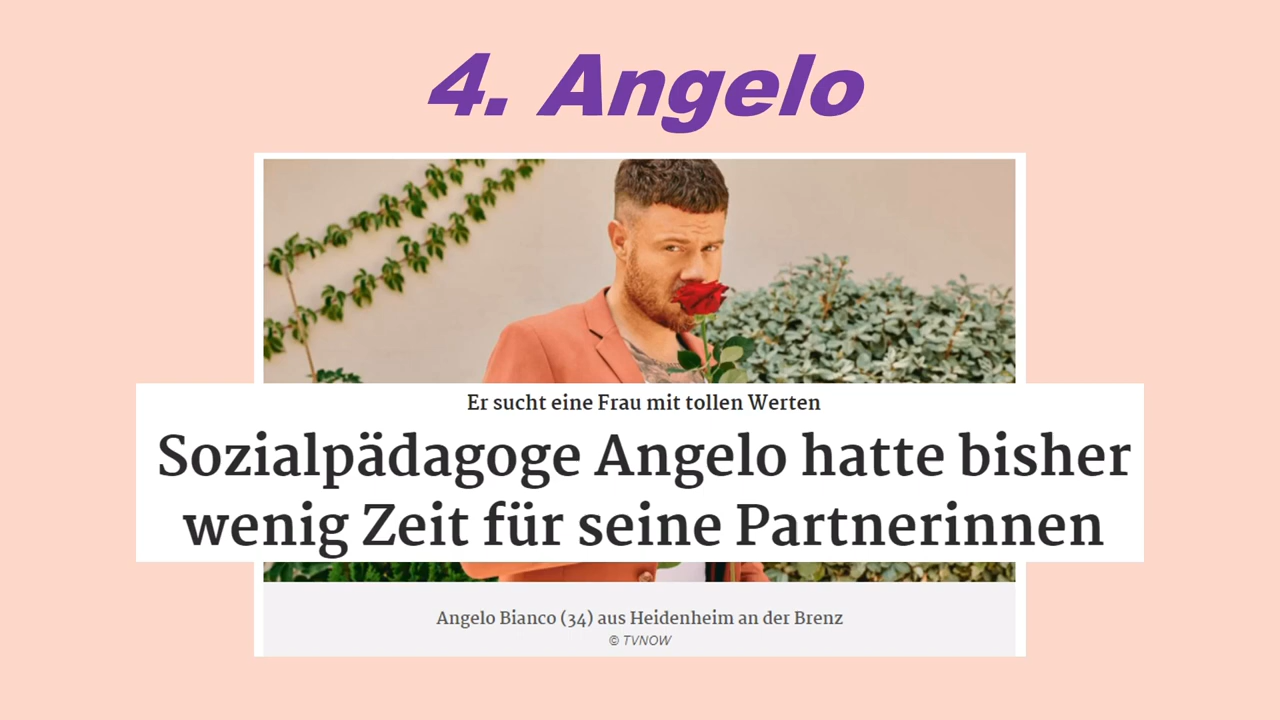 4. Angelo
Er sucht eine Frau mit tollen Werten
Sozialpädagoge Angelo hatte bisher
wenig Zeit für seine Partnerinnen
Angelo Bianco (34) aus Heidenheim an der Brenz
© TVNOW